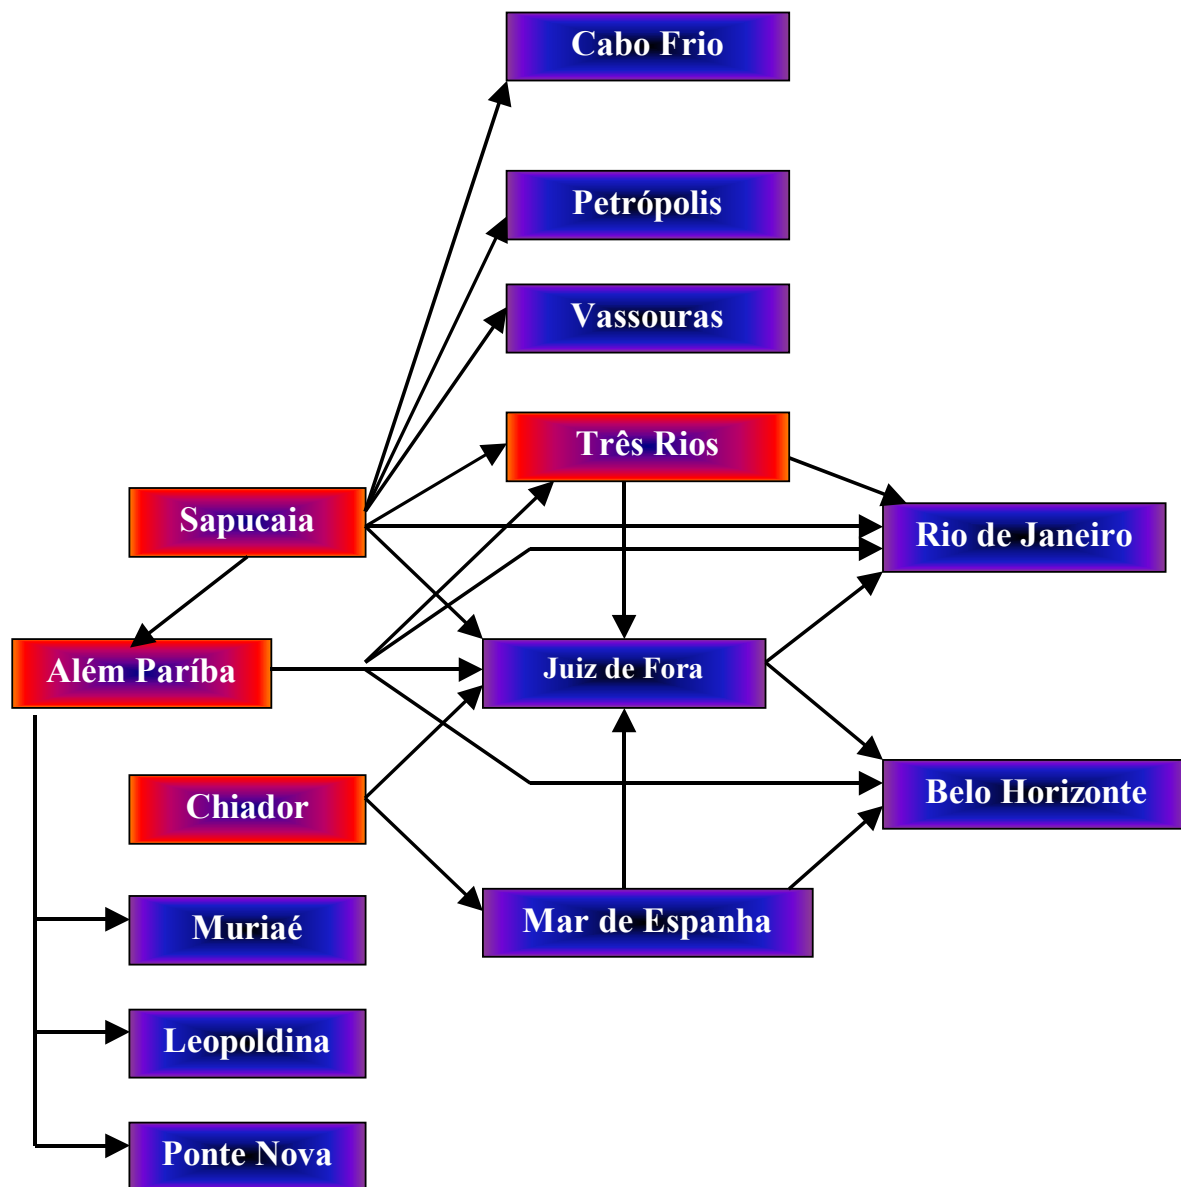 Cabo Frio
Petrópolis
Vassouras
Três Rios
Sapucaia
Rio de Janeiro
Além Paríba
Juiz de Fora
Chiador
Belo Horizonte
Mar de Espanha
Muriaé
Leopoldina
Ponte Nova